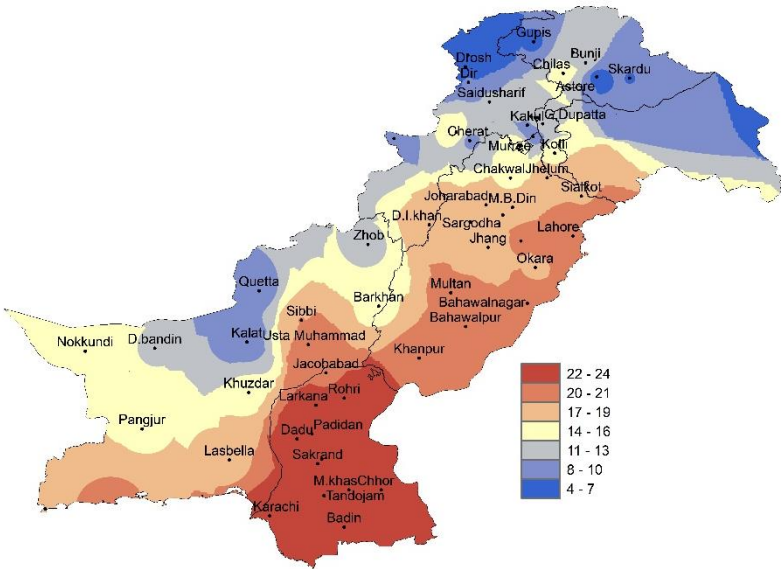 Gupis
Drosh
Bunji
Chilas
Dir
Skardu
Astore
Saidusharif
Kakul
G.Dupatta
Cherat
Murree
Kotli
Chakwal
Jhelum
Joharabad
M.B.Din
Sialkot
D.I.khan
Sargodha
Lahore
Zhob
Jhang
Okara
Quetta
Multan
Barkhan
Bahawalnagar
Sibbi
Bahawalpur
Nokkundi
D.bandin
Kalat
Usta Muhammad
Khanpur
Jacobabad
22 - 24
Khuzdar
Rohri
20 - 21
Larkana
17 - 19
Pangjur
14 - 16
Dadu
Padidan
11 - 13
Lasbella
Sakrand
8 - 10
M.khas
Chhor
4 - 7
Tandojam
Karachi
Badin